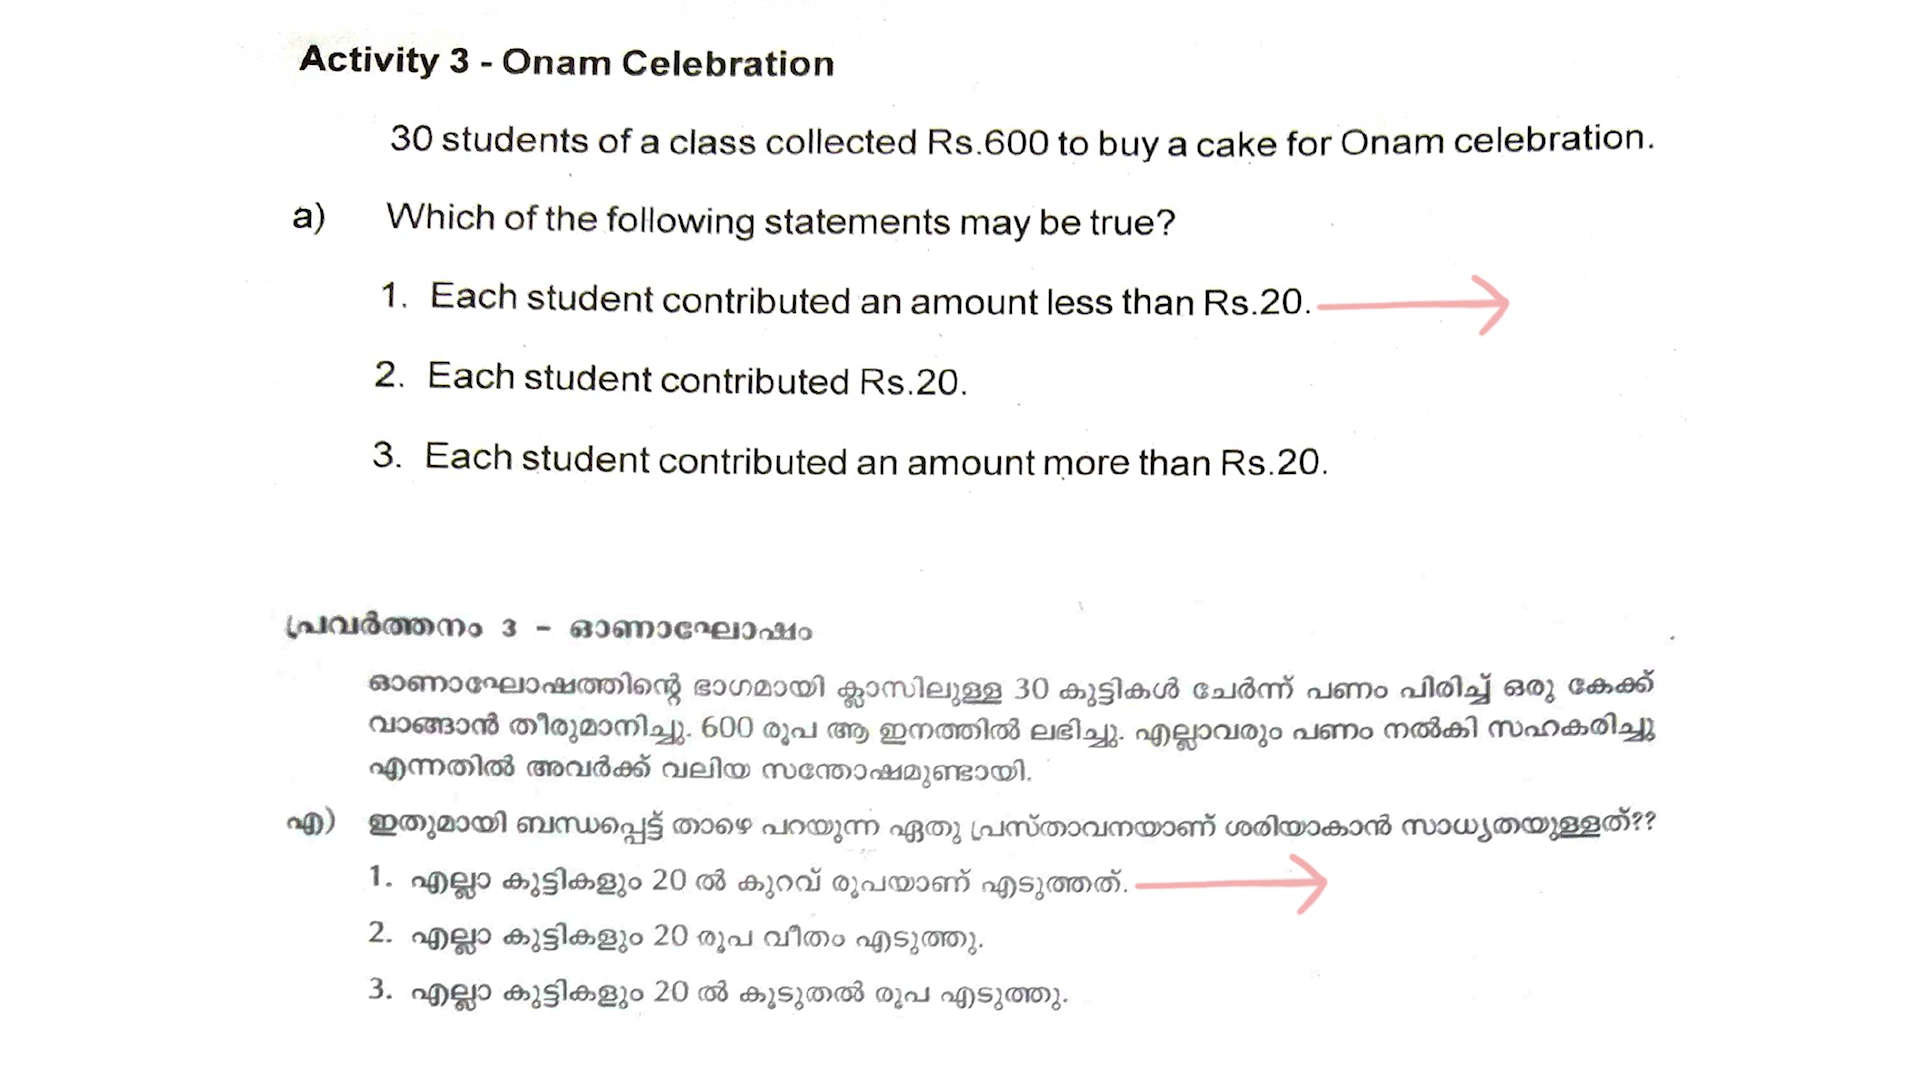 Activity 3 - Onam Celebration
30 students of a class collected Rs.600 to buy a cake for Onam celebration.
a) Which of the following statements may be true?
1. Each student contributed an amount less than Rs.20.
2. Each student contributed Rs.20.
3. Each student contributed an amount more than Rs.20.
പ്രവർത്തനം 3 - ഓണാഘോഷം
ഓണാഘോഷത്തിന്റെ ഭാഗമായി ക്ലാസിലുള്ള 30 കുട്ടികൾ ചേർന്ന് പണം പിരിച്ച് ഒരു കേക്ക്
വാങ്ങാൻ തീരുമാനിച്ചു. 600 രൂപ ആ ഇനത്തിൽ ലഭിച്ചു. എല്ലാവരും പണം നൽകി സഹകരിച്ചു
എന്നതിൽ അവർക്ക് വലിയ സന്തോഷമുണ്ടായി.
എ) ഇതുമായി ബന്ധപ്പെട്ട് താഴെ പറയുന്ന ഏതു പ്രസ്താവനയാണ് ശരിയാകാൻ സാധ്യതയുള്ളത്??
1. എല്ലാ കുട്ടികളും 20 ൽ കുറവ് രൂപയാണ് എടുത്തത്.
2. എല്ലാ കുട്ടികളും 20 രൂപ വീതം എടുത്തു.
3. എല്ലാ കുട്ടികളും 20 ൽ കൂടുതൽ രൂപ എടുത്തു.